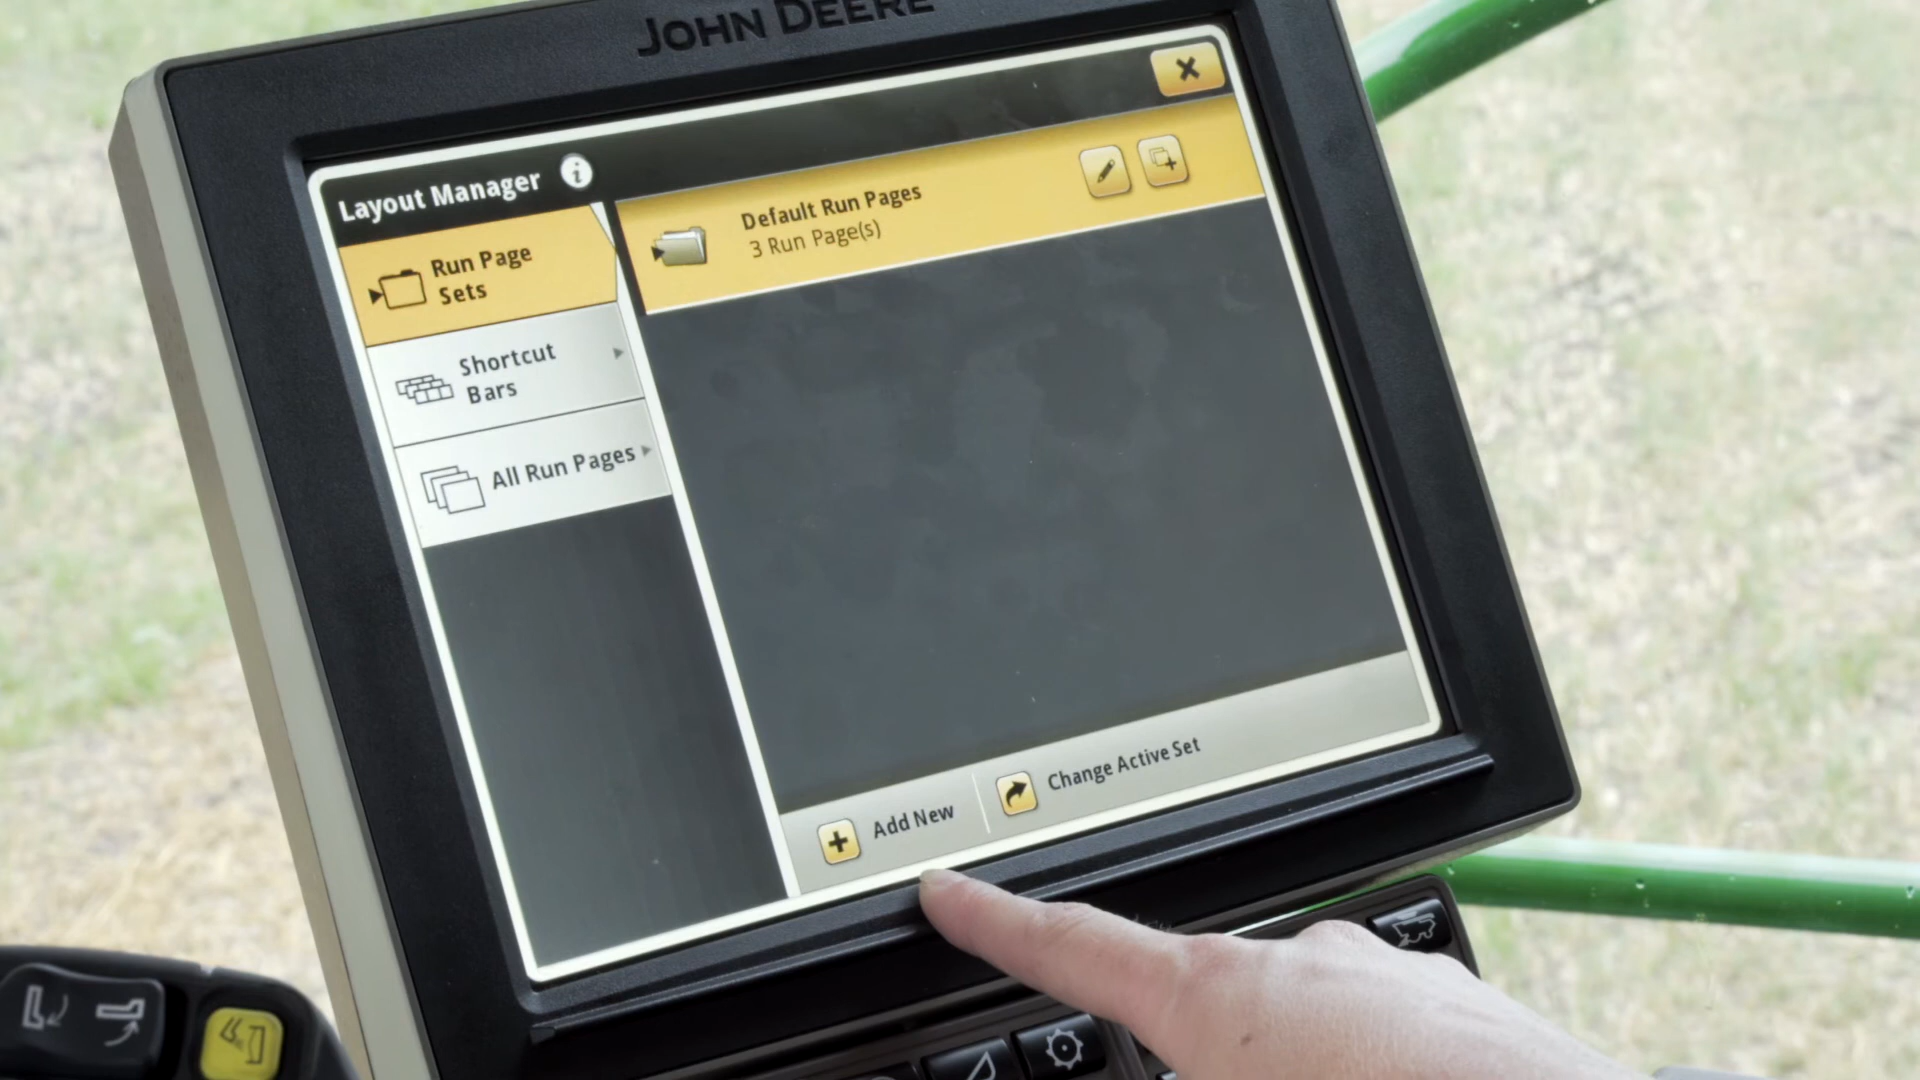 JOHN DEERE
Layout Manager
Run Page
Sets
Shortcut
Bars
All Run Pages
Default Run Pages
3 Run Page(s)
Add New
Change Active Set